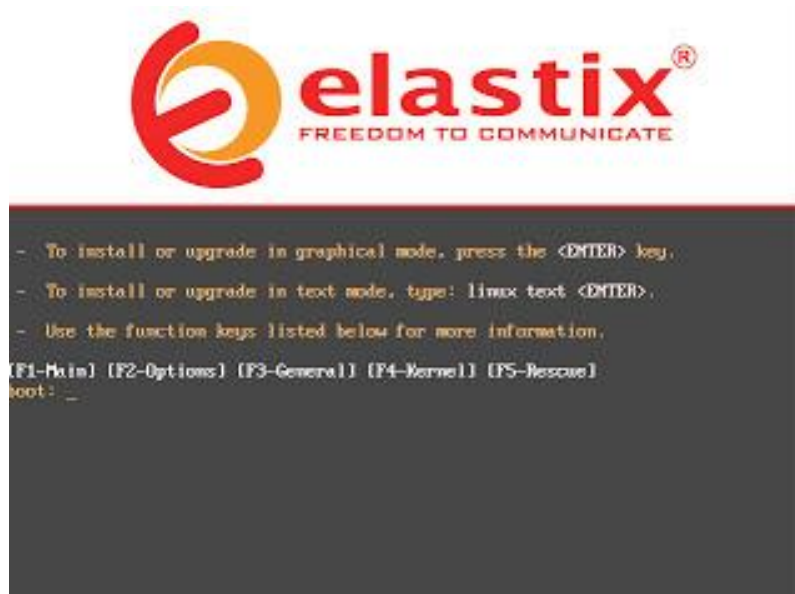 elastix®
FREEDOM TO COMMUNICATE
- To install or upgrade in graphical mode, press the <ENTER> key.
- To install or upgrade in text mode, type: linux text <ENTER>.
- Use the function keys listed below for more information.
[F1-Main] [F2-Options] [F3-General] [F4-Kernel] [F5-Rescue]
boot: _